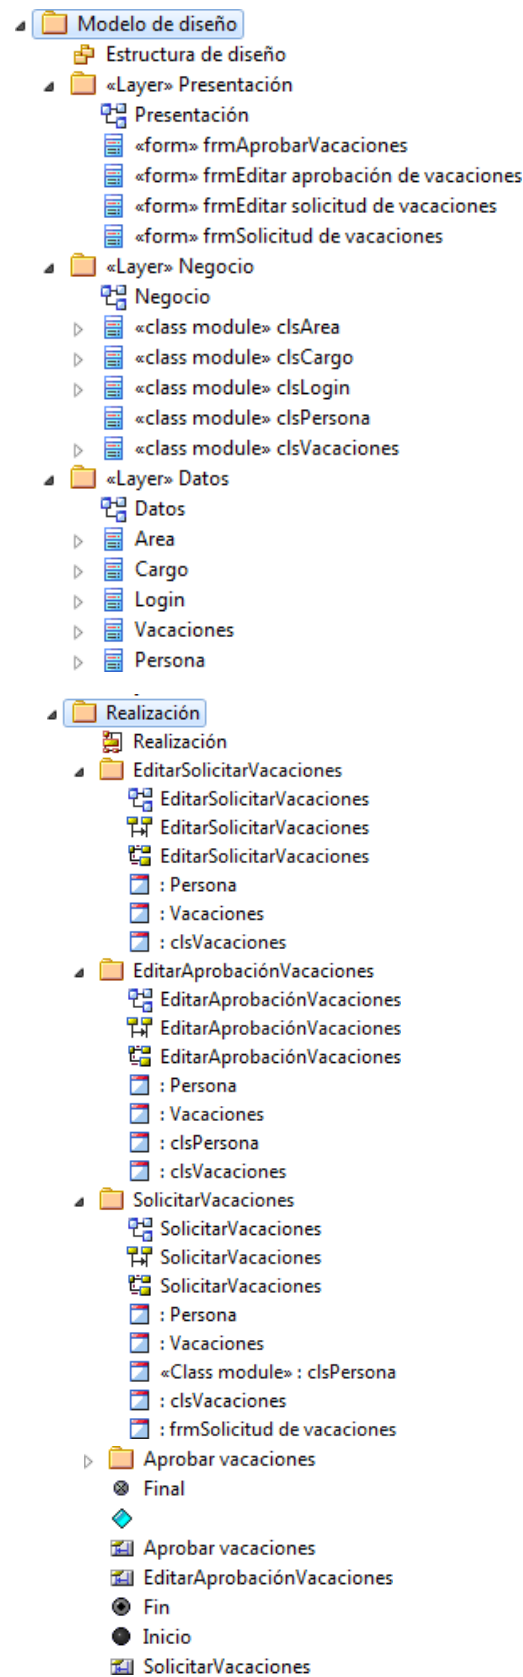 Modelo de diseño
Estructura de diseño
«Layer» Presentación
Presentación
«form» frmAprobarVacaciones
«form» frmEditar aprobación de vacaciones
«form» frmEditar solicitud de vacaciones
«form» frmSolicitud de vacaciones
«Layer» Negocio
Negocio
«class module» clsArea
«class module» clsCargo
«class module» clsLogin
«class module» clsPersona
«class module» clsVacaciones
«Layer» Datos
Datos
Area
Cargo
Login
Vacaciones
Persona
Realización
Realización
EditarSolicitarVacaciones
EditarSolicitarVacaciones
EditarSolicitarVacaciones
EditarSolicitarVacaciones
: Persona
: Vacaciones
: clsVacaciones
EditarAprobaciónVacaciones
EditarAprobaciónVacaciones
EditarAprobaciónVacaciones
EditarAprobaciónVacaciones
: Persona
: Vacaciones
: clsPersona
: clsVacaciones
SolicitarVacaciones
SolicitarVacaciones
SolicitarVacaciones
SolicitarVacaciones
: Persona
: Vacaciones
«Class module» : clsPersona
: clsVacaciones
: frmSolicitud de vacaciones
Aprobar vacaciones
Final
Aprobar vacaciones
EditarAprobaciónVacaciones
Fin
Inicio
SolicitarVacaciones